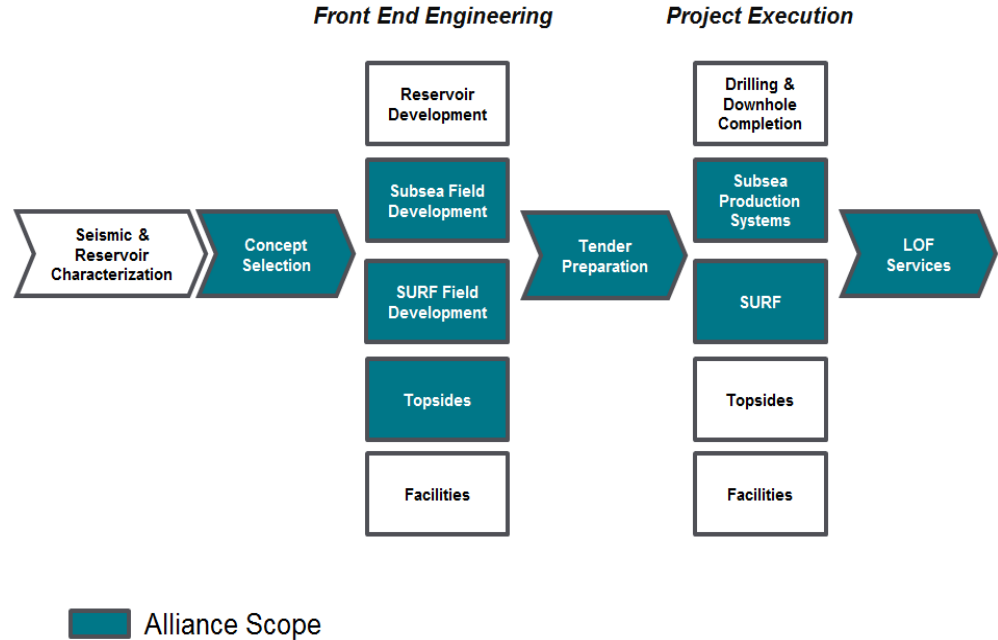 Front End Engineering
Project Execution
Seismic &
Reservoir
Characterization
Concept
Selection
Reservoir
Development
Subsea Field
Development
SURF Field
Development
Topsides
Facilities
Tender
Preparation
Drilling &
Downhole
Completion
Subsea
Production
Systems
SURF
Topsides
Facilities
LOF
Services
Alliance Scope